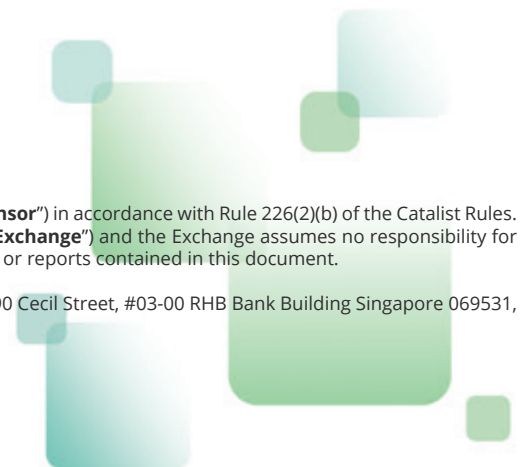 nsor") in accordance with Rule 226(2)(b) of the Catalist Rules.
Exchange") and the Exchange assumes no responsibility for
or reports contained in this document.
90 Cecil Street, #03-00 RHB Bank Building Singapore 069531,